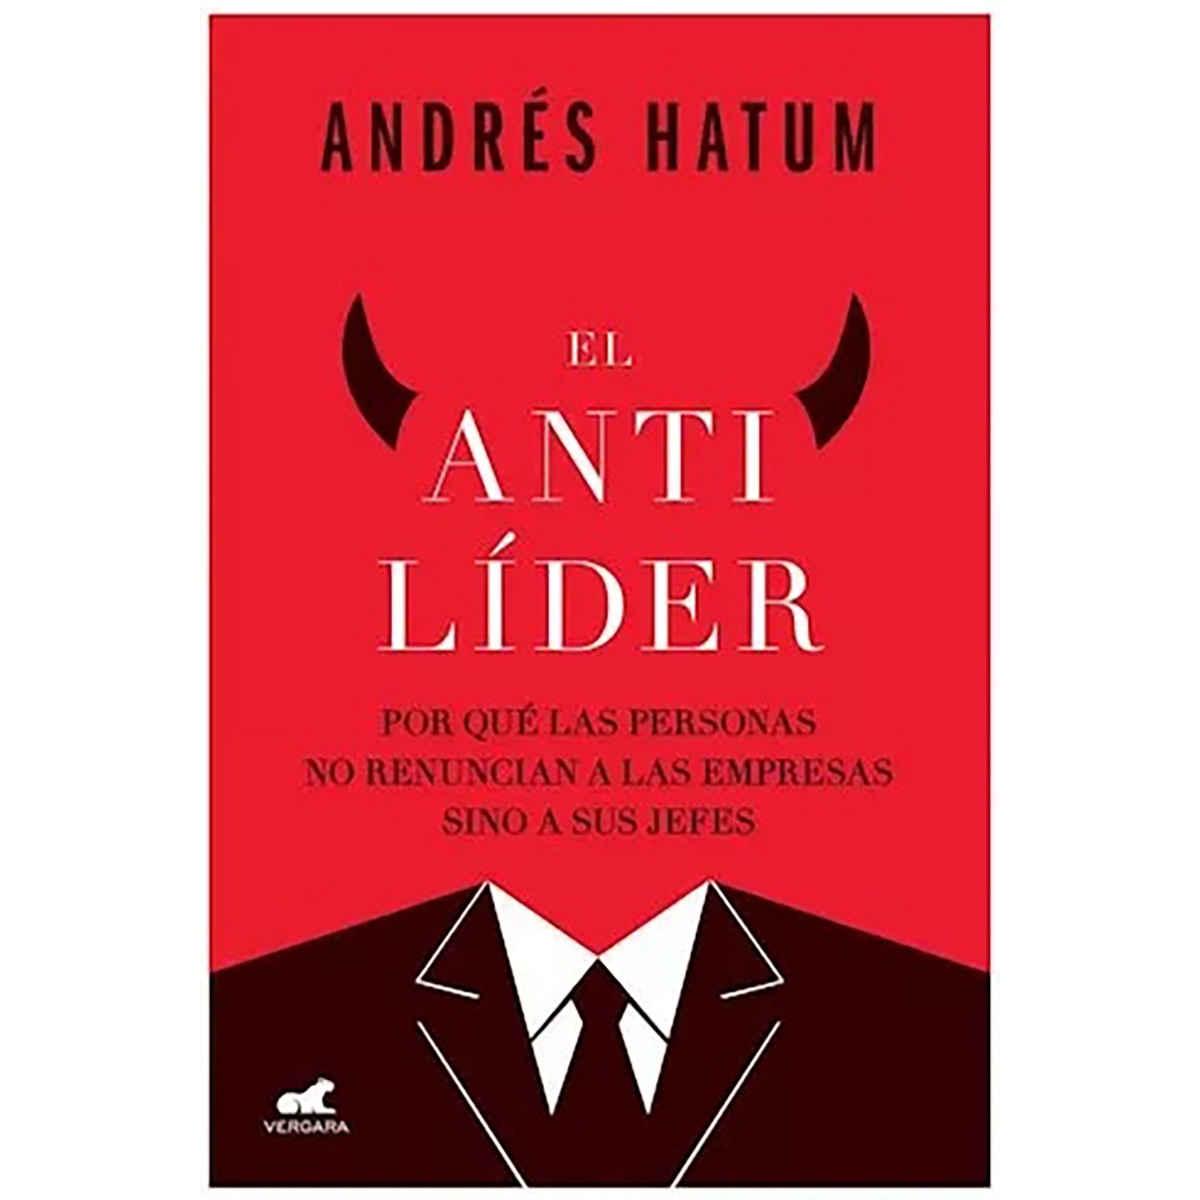 ANDRÉS HATUM
EL
ANTI
LÍDER
POR QUÉ LAS PERSONAS
NO RENUNCIAN A LAS EMPRESAS
SINO A SUS JEFES
VERGARA